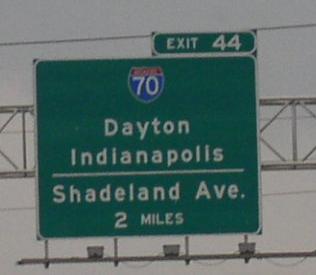 EXIT 44
70
Dayton
Indianapolis
Shadeland Ave.
2 MILES